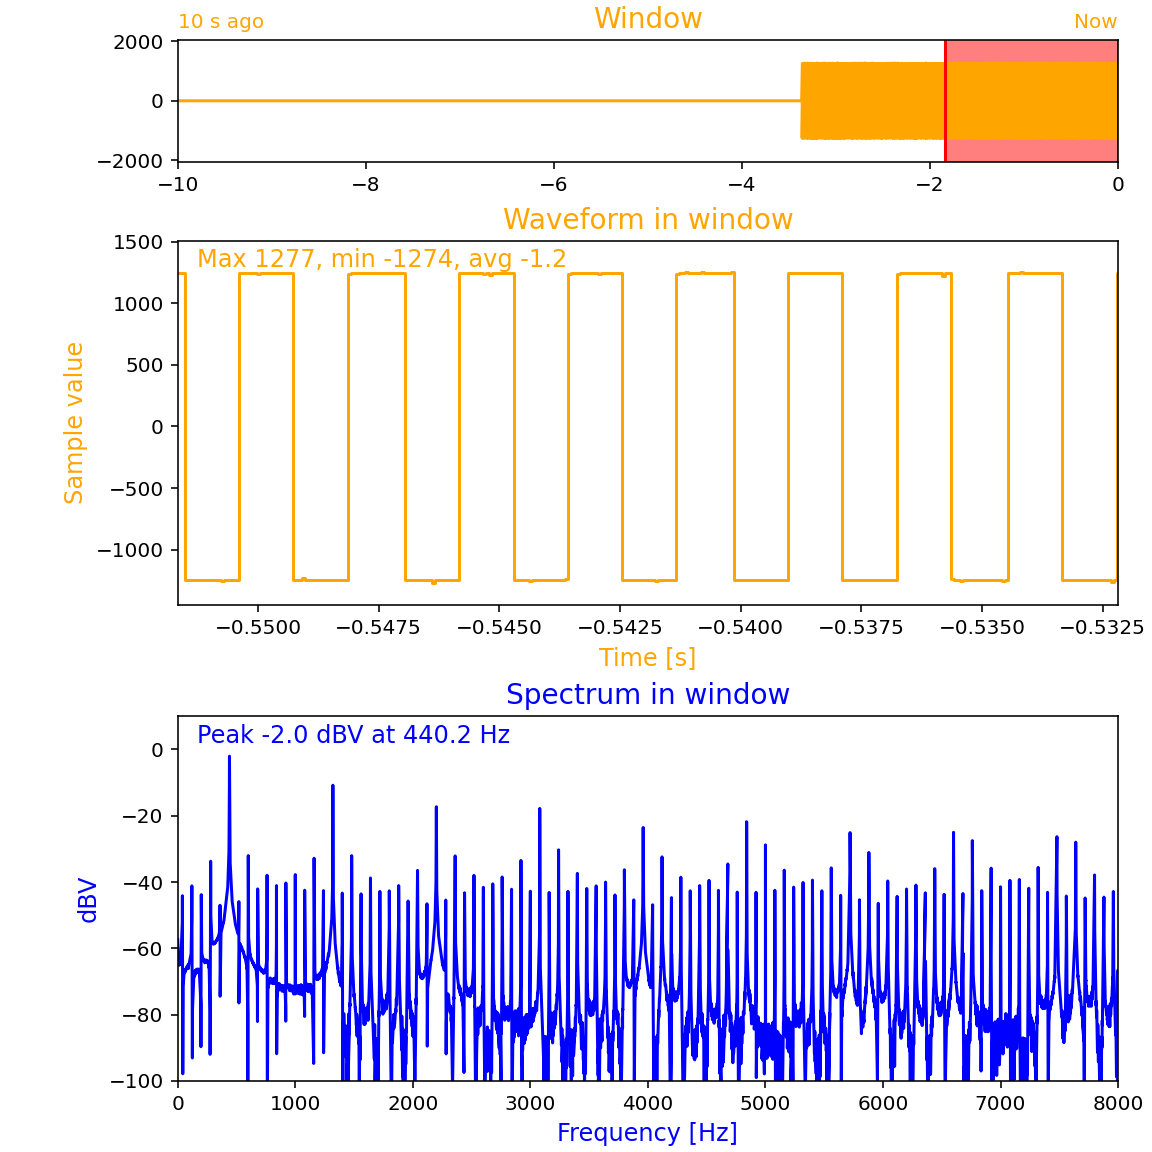 10 s ago Window Now
2000
0
−2000
−10 −8 −6 −4 −2 0
Waveform in window
Max 1277, min -1274, avg -1.2
1500
1000
500
0
−500
−1000
Sample value
−0.5500 −0.5475 −0.5450 −0.5425 −0.5400 −0.5375 −0.5350 −0.5325
Time [s]
Spectrum in window
Peak -2.0 dBV at 440.2 Hz
0
−20
−40
−60
−80
−100
dBV
0 1000 2000 3000 4000 5000 6000 7000 8000
Frequency [Hz]